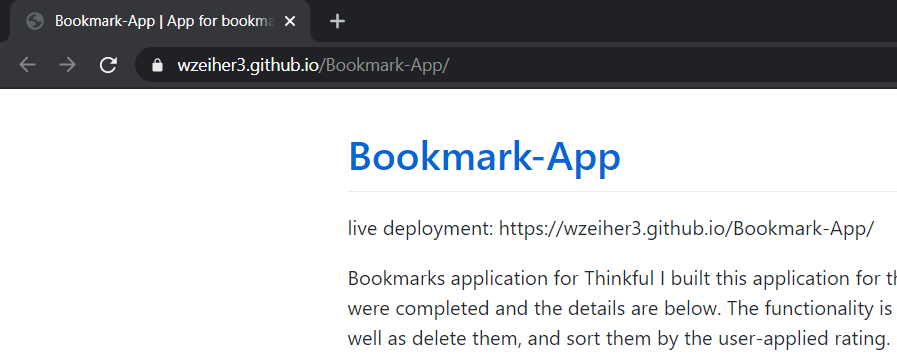 Bookmark-App | App for bookma
wzeiher3.github.io/Bookmark-App/
Bookmark-App
live deployment: https://wzeiher3.github.io/Bookmark-App/
Bookmarks application for Thinkful I built this application for
were completed and the details are below. The functionality is
well as delete them, and sort them by the user-applied rating.